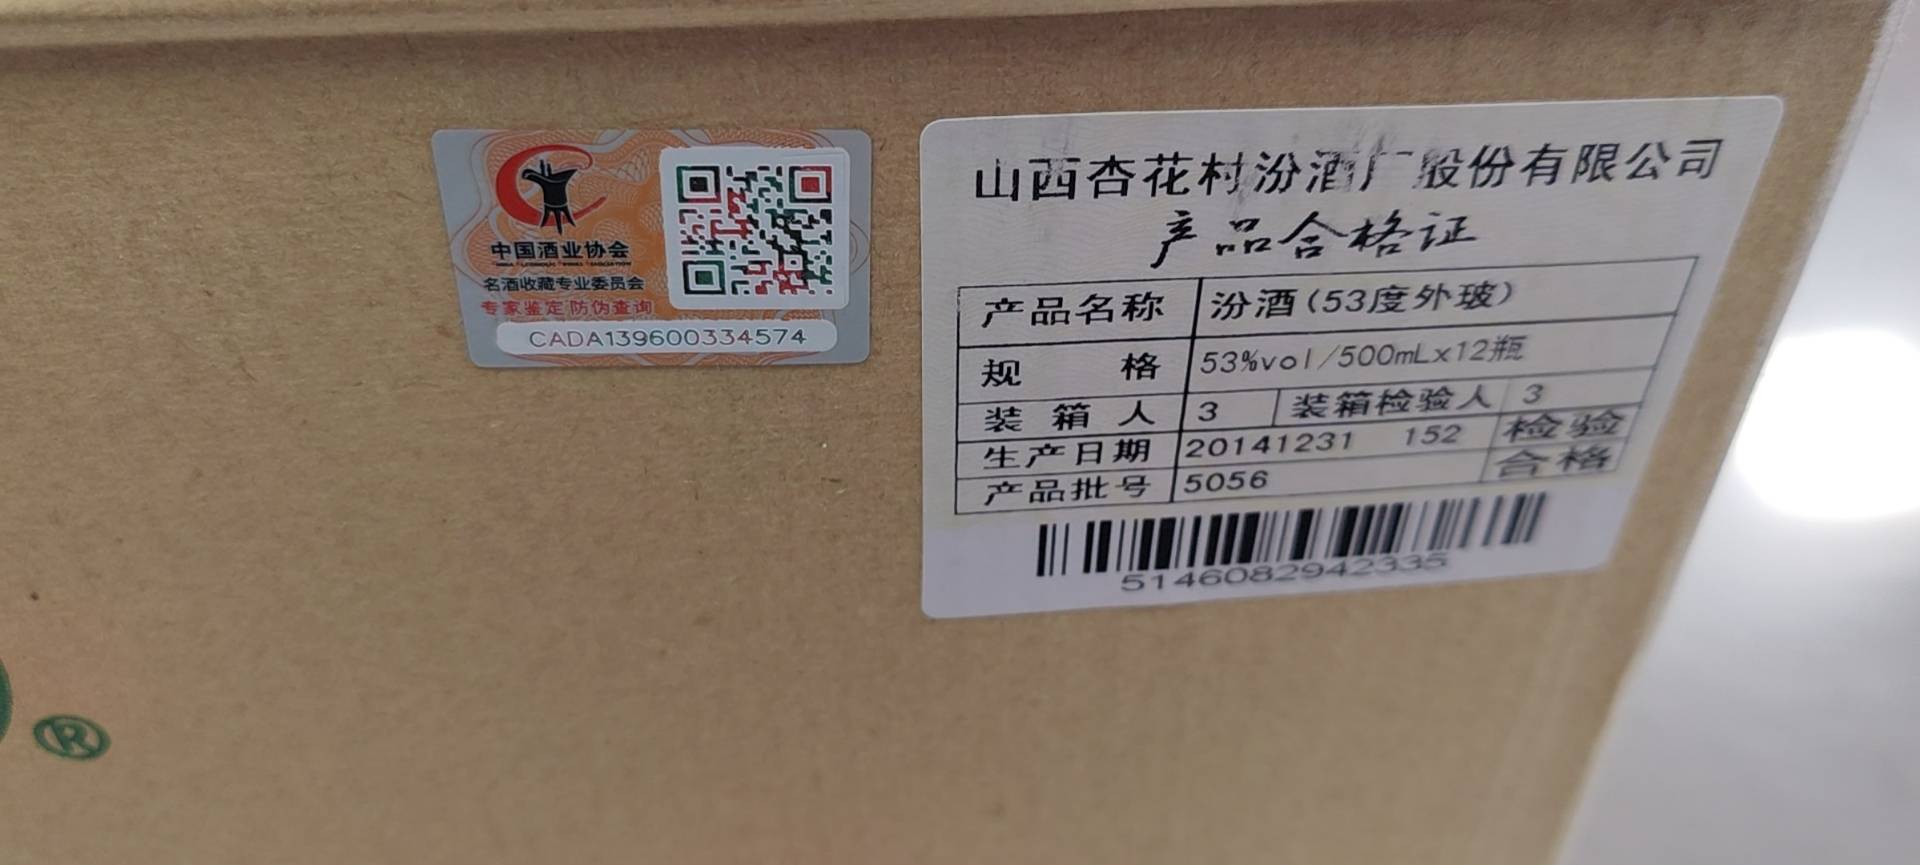 中国酒业协会
名酒收藏专业委员会
专家鉴定 防伪查询
CADA139600334574
山西杏花村汾酒厂股份有限公司
产品合格证
产品名称 汾酒(53度外玻)
规 格 53%vol/500mLx12瓶
装箱人 3 装箱检验人 3
生产日期 20141231 152 检验
产品批号 5056 合格
5146082942335
®